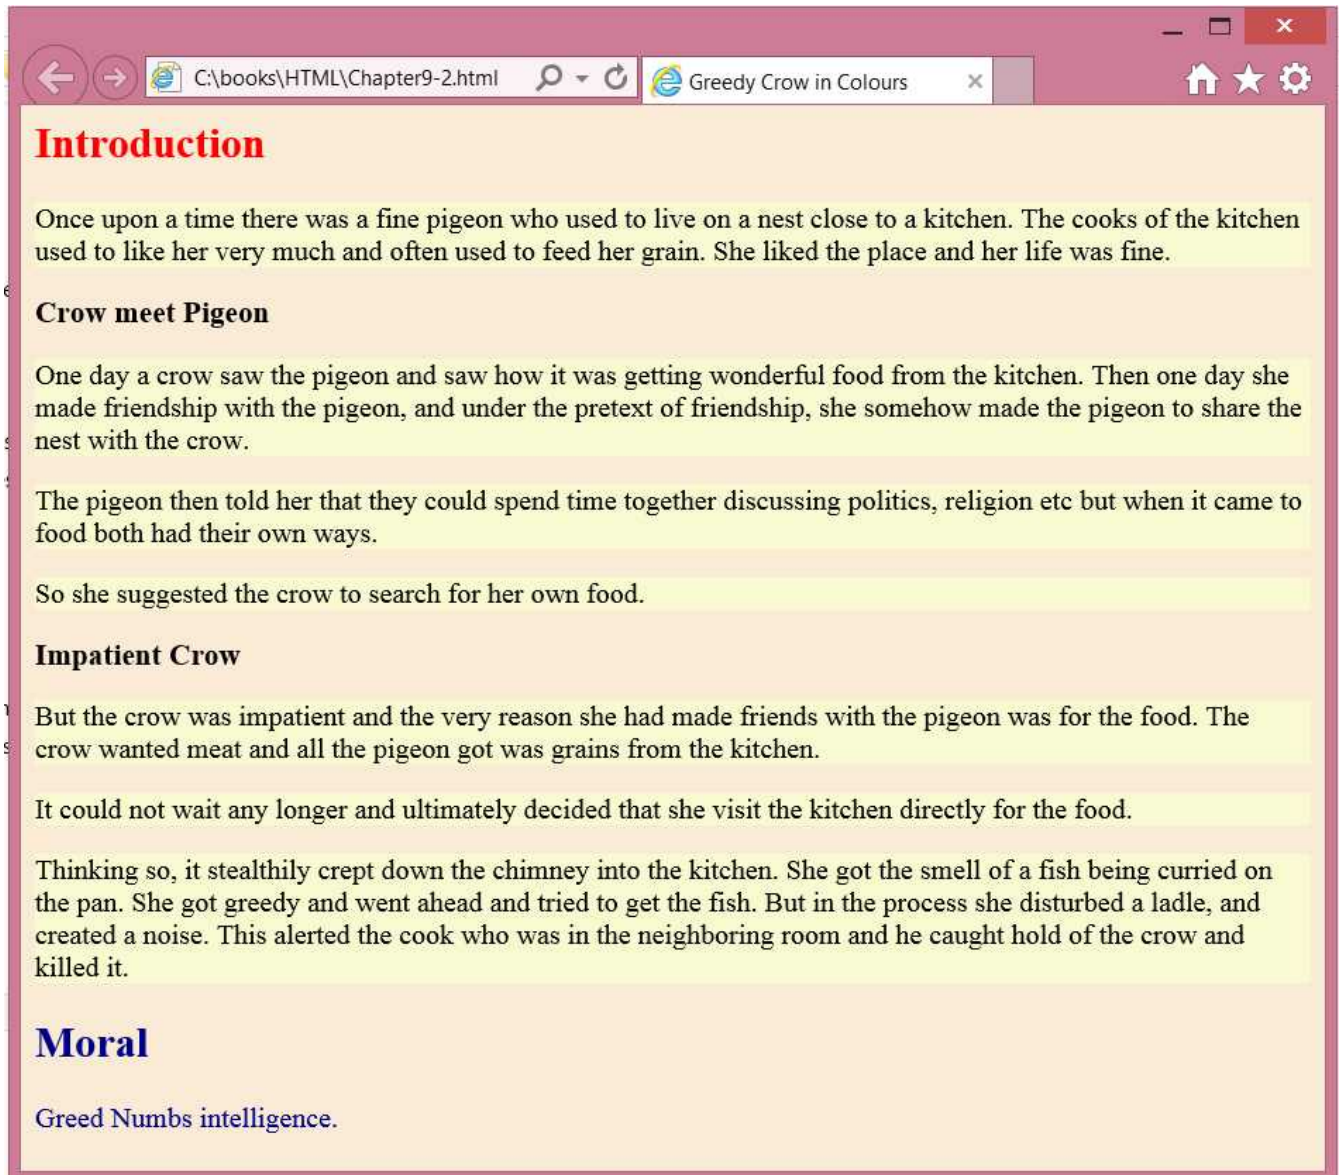 C:\books\HTML\Chapter9-2.html
Greedy Crow in Colours
Introduction
Once upon a time there was a fine pigeon who used to live on a nest close to a kitchen. The cooks of the kitchen
used to like her very much and often used to feed her grain. She liked the place and her life was fine.
Crow meet Pigeon
One day a crow saw the pigeon and saw how it was getting wonderful food from the kitchen. Then one day she
made friendship with the pigeon, and under the pretext of friendship, she somehow made the pigeon to share the
nest with the crow.
The pigeon then told her that they could spend time together discussing politics, religion etc but when it came to
food both had their own ways.
So she suggested the crow to search for her own food.
Impatient Crow
But the crow was impatient and the very reason she had made friends with the pigeon was for the food. The
crow wanted meat and all the pigeon got was grains from the kitchen.
It could not wait any longer and ultimately decided that she visit the kitchen directly for the food.
Thinking so, it stealthily crept down the chimney into the kitchen. She got the smell of a fish being curried on
the pan. She got greedy and went ahead and tried to get the fish. But in the process she disturbed a ladle, and
created a noise. This alerted the cook who was in the neighboring room and he caught hold of the crow and
killed it.
Moral
Greed Numbs intelligence.